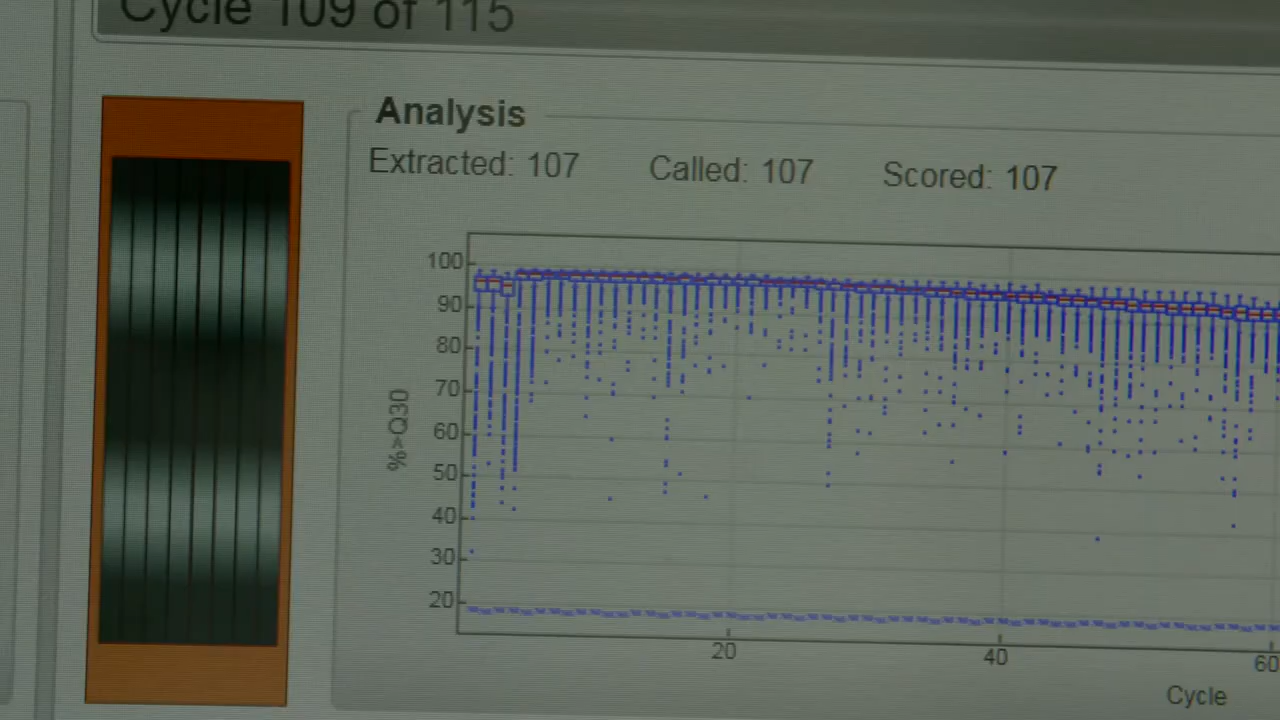 Cycle 109 of 115
Analysis
Extracted: 107 Called: 107 Scored: 107
100
90
80
70
60
50
40
30
20
%>Q30
20 40 60
Cycle